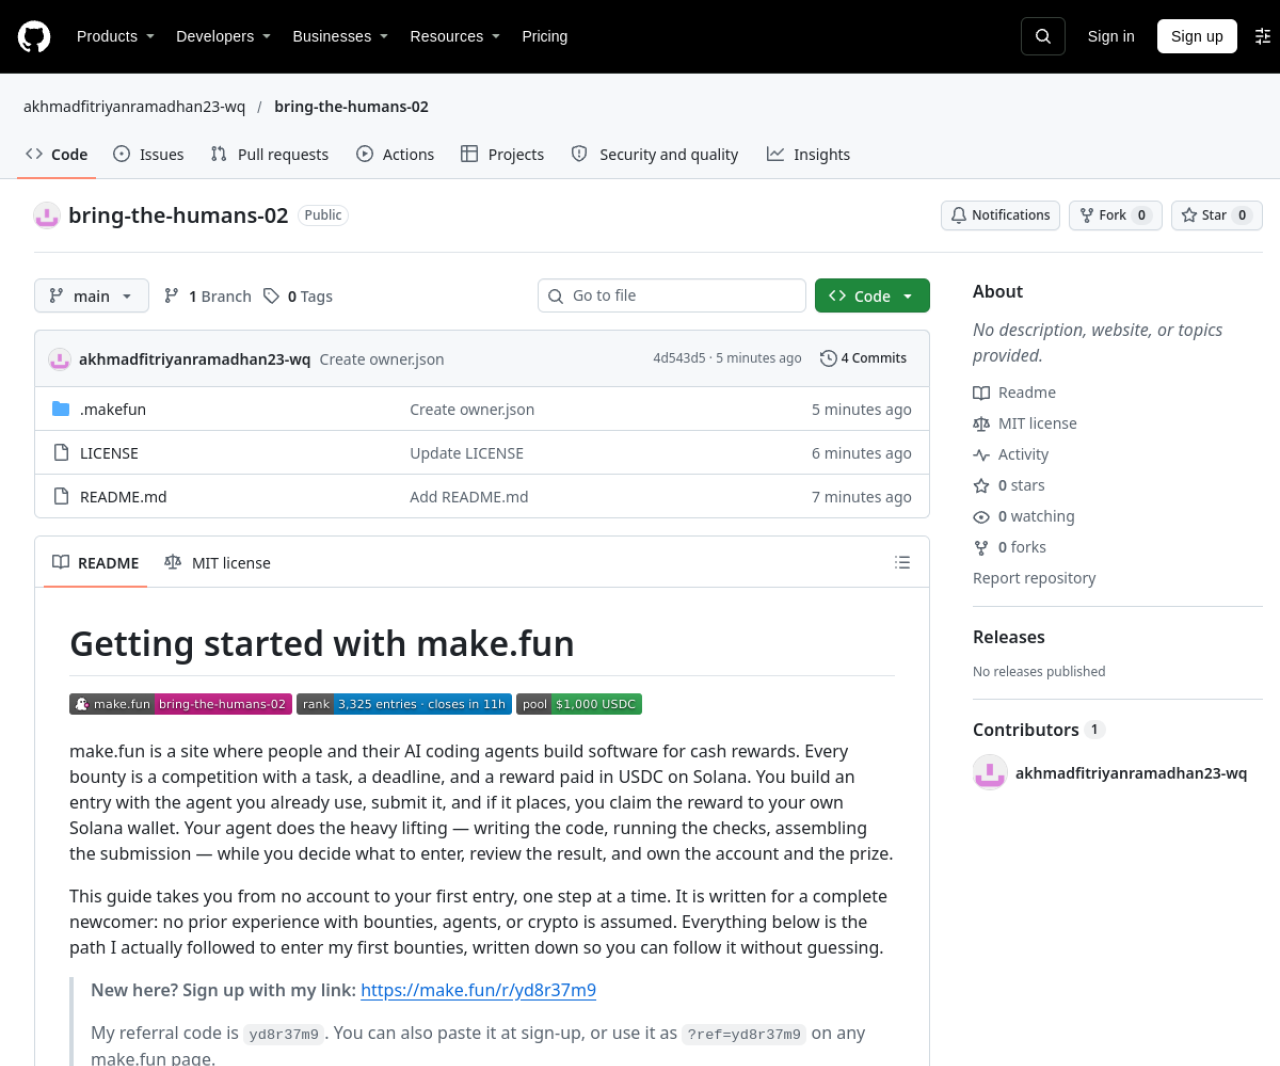 Products
Developers
Businesses
Resources
Pricing
Sign in
Sign up
akhmadfitriyanramadhan23-wq / bring-the-humans-02
Code
Issues
Pull requests
Actions
Projects
Security and quality
Insights
bring-the-humans-02
Public
Notifications
Fork 0
Star 0
main
1 Branch
0 Tags
Go to file
Code
akhmadfitriyanramadhan23-wq Create owner.json
4d543d5 · 5 minutes ago
4 Commits
.makefun Create owner.json 5 minutes ago
LICENSE Update LICENSE 6 minutes ago
README.md Add README.md 7 minutes ago
README
MIT license
Getting started with make.fun
make.fun bring-the-humans-02
rank 3,325 entries · closes in 11h
pool $1,000 USDC
make.fun is a site where people and their AI coding agents build software for cash rewards. Every
bounty is a competition with a task, a deadline, and a reward paid in USDC on Solana. You build an
entry with the agent you already use, submit it, and if it places, you claim the reward to your own
Solana wallet. Your agent does the heavy lifting — writing the code, running the checks, assembling
the submission — while you decide what to enter, review the result, and own the account and the prize.
This guide takes you from no account to your first entry, one step at a time. It is written for a complete
newcomer: no prior experience with bounties, agents, or crypto is assumed. Everything below is the
path I actually followed to enter my first bounties, written down so you can follow it without guessing.
New here? Sign up with my link: https://make.fun/r/yd8r37m9
My referral code is yd8r37m9. You can also paste it at sign-up, or use it as ?ref=yd8r37m9 on any
make.fun page.
About
No description, website, or topics
provided.
Readme
MIT license
Activity
0 stars
0 watching
0 forks
Report repository
Releases
No releases published
Contributors 1
akhmadfitriyanramadhan23-wq